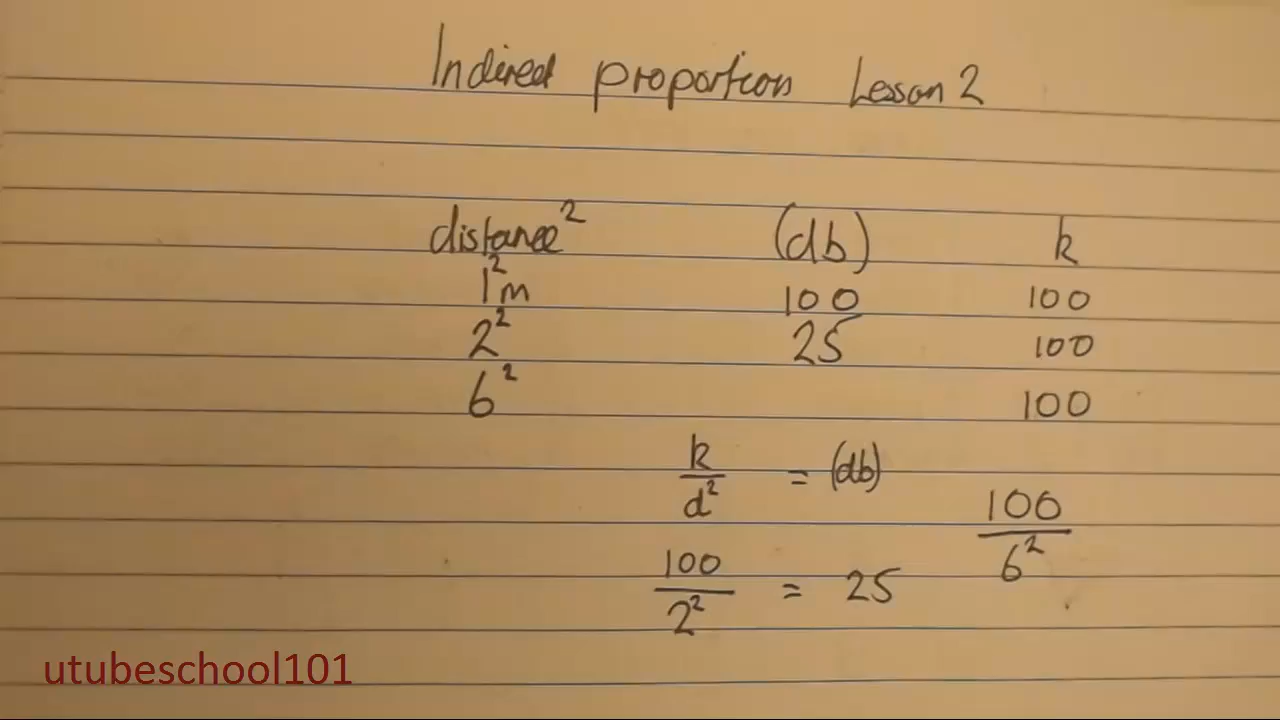 Indirect proportion Lesson 2
distance² (db) k
1²m 100 100
2² 25 100
6² 100
k/d² = (db)
100/6²
100/2² = 25
utubeschool101